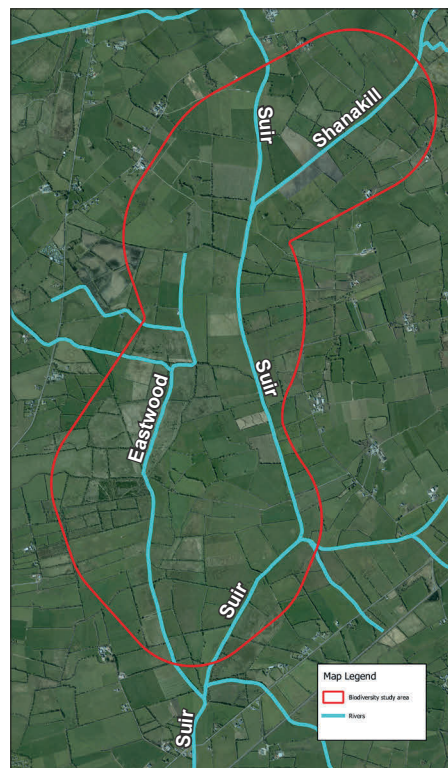 Suir
Shanakill
Suir
Eastwood
Suir
Suir
Map Legend
Biodiversity study area
Rivers